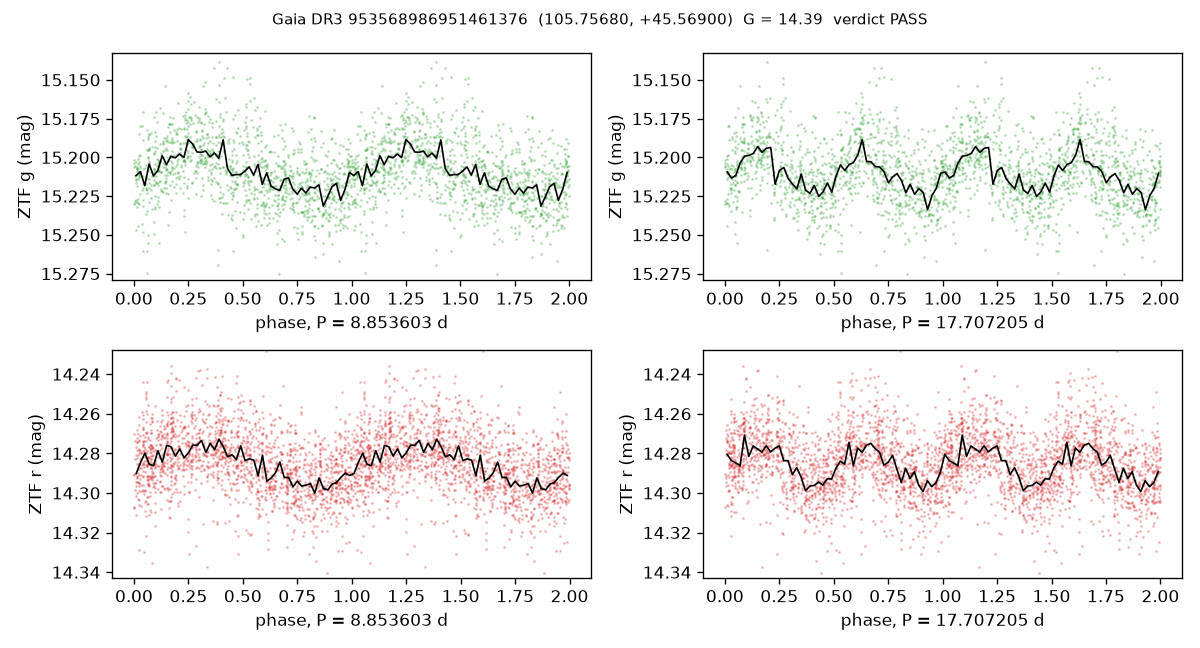 Gaia DR3 953568986951461376 (105.75680, +45.56900) G = 14.39 verdict PASS
ZTF g (mag)
15.150
15.175
15.200
15.225
15.250
15.275
0.00 0.25 0.50 0.75 1.00 1.25 1.50 1.75 2.00
phase, P = 8.853603 d
ZTF g (mag)
15.150
15.175
15.200
15.225
15.250
15.275
0.00 0.25 0.50 0.75 1.00 1.25 1.50 1.75 2.00
phase, P = 17.707205 d
ZTF r (mag)
14.24
14.26
14.28
14.30
14.32
14.34
0.00 0.25 0.50 0.75 1.00 1.25 1.50 1.75 2.00
phase, P = 8.853603 d
ZTF r (mag)
14.24
14.26
14.28
14.30
14.32
14.34
0.00 0.25 0.50 0.75 1.00 1.25 1.50 1.75 2.00
phase, P = 17.707205 d